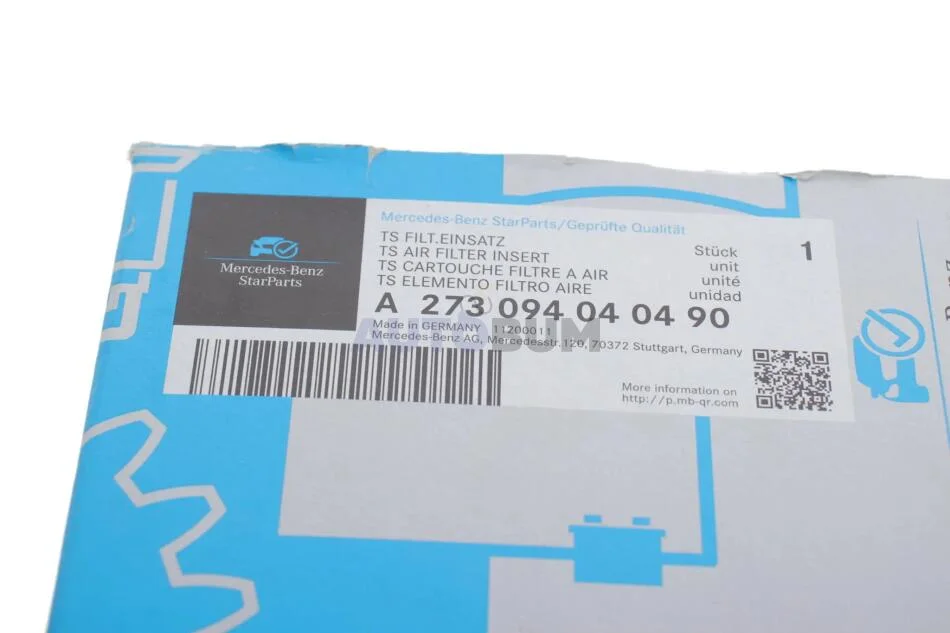 Mercedes-Benz StarParts/Geprüfte Qualität
Mercedes-Benz
StarParts
TS FILT.EINSATZ
TS AIR FILTER INSERT
TS CARTOUCHE FILTRE A AIR
TS ELEMENTO FILTRO AIRE
Stück
unit
unité
unidad
1
A 273 094 04 04 90
Made in GERMANY 11200011
Mercedes-Benz AG, Mercedesstr.120, 70372 Stuttgart, Germany
AUTOBUM
More information on
http://p.mb-qr.com